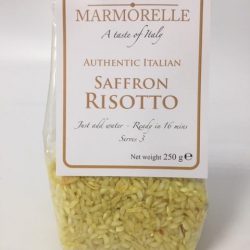 MARMORELLE
A taste of Italy
AUTHENTIC ITALIAN
SAFFRON
RISOTTO
Just add water - Ready in 16 mins
Serves 3
Net weight 250 g e